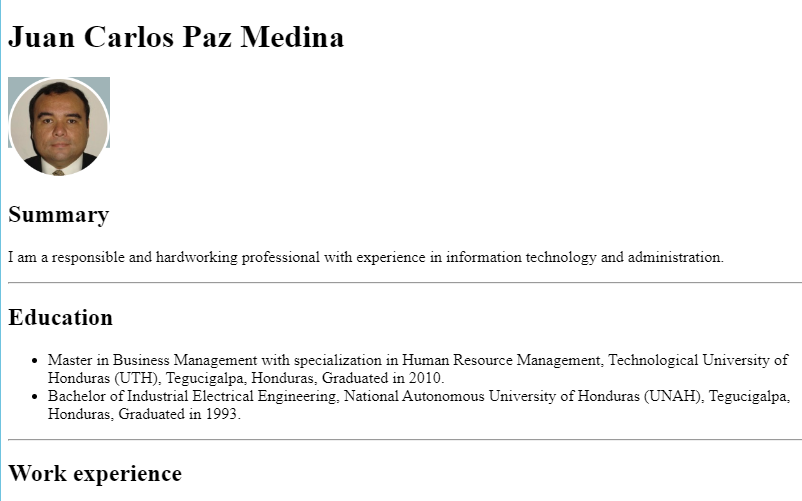 Juan Carlos Paz Medina
Summary
I am a responsible and hardworking professional with experience in information technology and administration.
Education
Master in Business Management with specialization in Human Resource Management, Technological University of
Honduras (UTH), Tegucigalpa, Honduras, Graduated in 2010.
Bachelor of Industrial Electrical Engineering, National Autonomous University of Honduras (UNAH), Tegucigalpa,
Honduras, Graduated in 1993.
Work experience